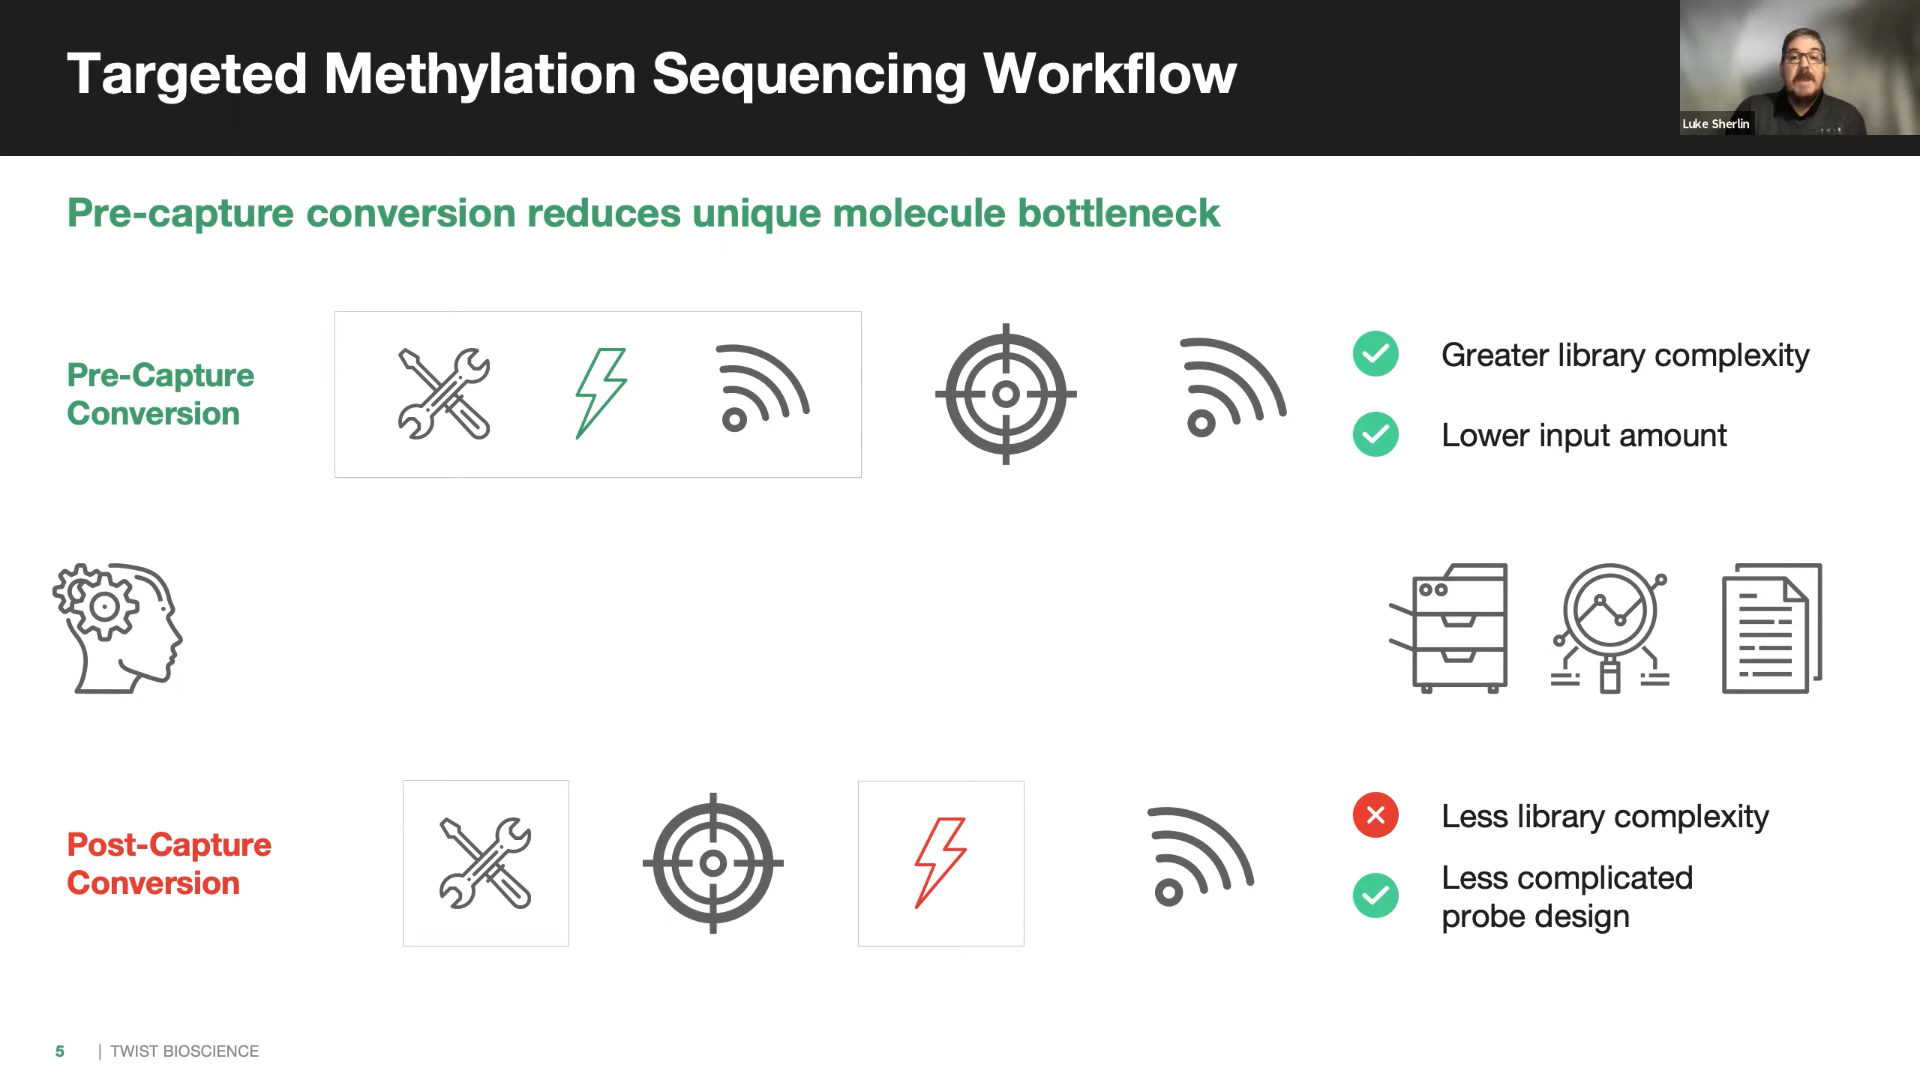 Targeted Methylation Sequencing Workflow
Luke Sherlin
Pre-capture conversion reduces unique molecule bottleneck
Pre-Capture
Conversion
Greater library complexity
Lower input amount
Post-Capture
Conversion
Less library complexity
Less complicated
probe design
5 | TWIST BIOSCIENCE